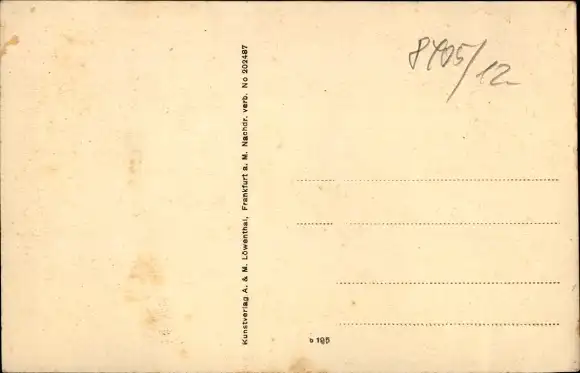 8405/12-
Kunstverlag A. & M. Löwenthal, Frankfurt a. M. Nachdr. verb. No 202487
b 195